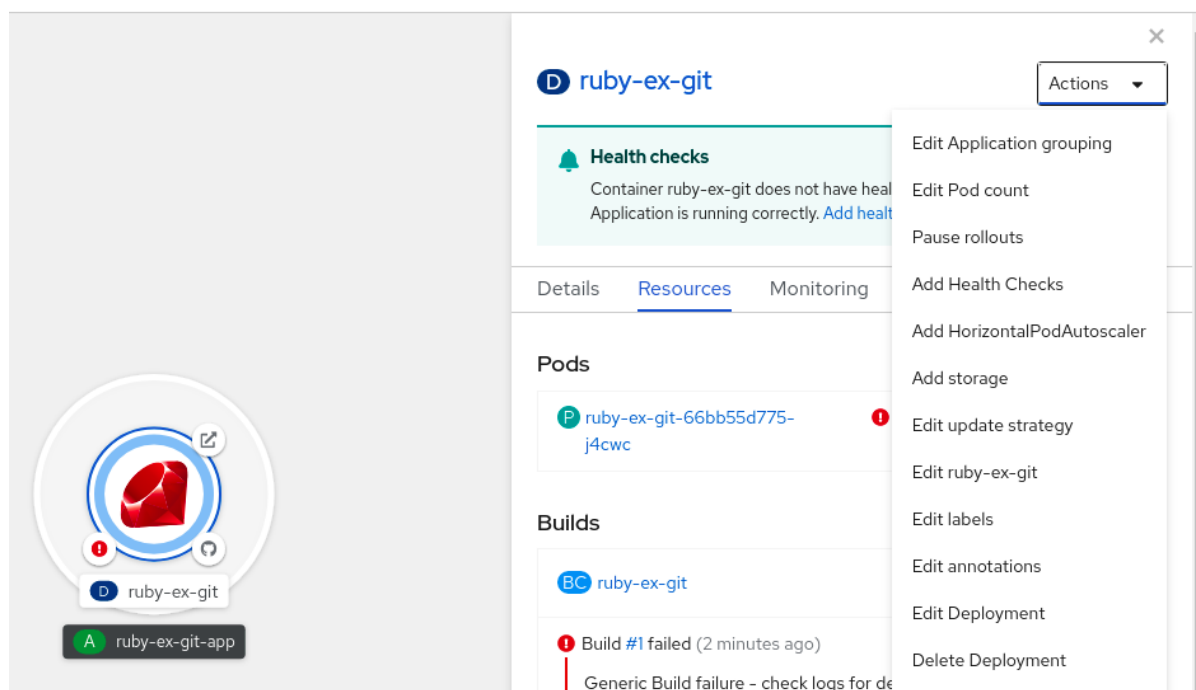 D ruby-ex-git
Actions
Health checks
Container ruby-ex-git does not have heal
Application is running correctly. Add healt
Details Resources Monitoring
Pods
P ruby-ex-git-66bb55d775-
j4cwc
Builds
BC ruby-ex-git
Build #1 failed (2 minutes ago)
Generic Build failure - check logs for de
Edit Application grouping
Edit Pod count
Pause rollouts
Add Health Checks
Add HorizontalPodAutoscaler
Add storage
Edit update strategy
Edit ruby-ex-git
Edit labels
Edit annotations
Edit Deployment
Delete Deployment
D ruby-ex-git
A ruby-ex-git-app